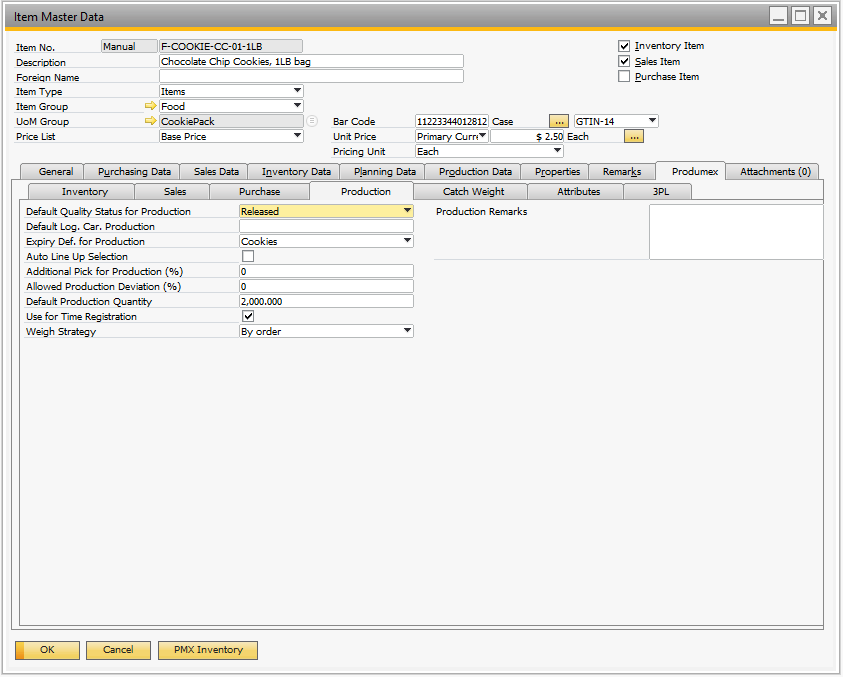 Item Master Data
Item No. Manual F-COOKIE-CC-01-1LB
Inventory Item
Description Chocolate Chip Cookies, 1LB bag
Sales Item
Foreign Name
Purchase Item
Item Type Items
Item Group Food
UoM Group CookiePack Bar Code 11223344012812 Case ... GTIN-14
Price List Base Price Unit Price Primary Curre $ 2.50 Each ...
Pricing Unit Each
General Purchasing Data Sales Data Inventory Data Planning Data Production Data Properties Remarks Produmex Attachments (0)
Inventory Sales Purchase Production Catch Weight Attributes 3PL
Default Quality Status for Production Released Production Remarks
Default Log. Car. Production
Expiry Def. for Production Cookies
Auto Line Up Selection
Additional Pick for Production (%) 0
Allowed Production Deviation (%) 0
Default Production Quantity 2,000.000
Use for Time Registration
Weigh Strategy By order
OK Cancel PMX Inventory